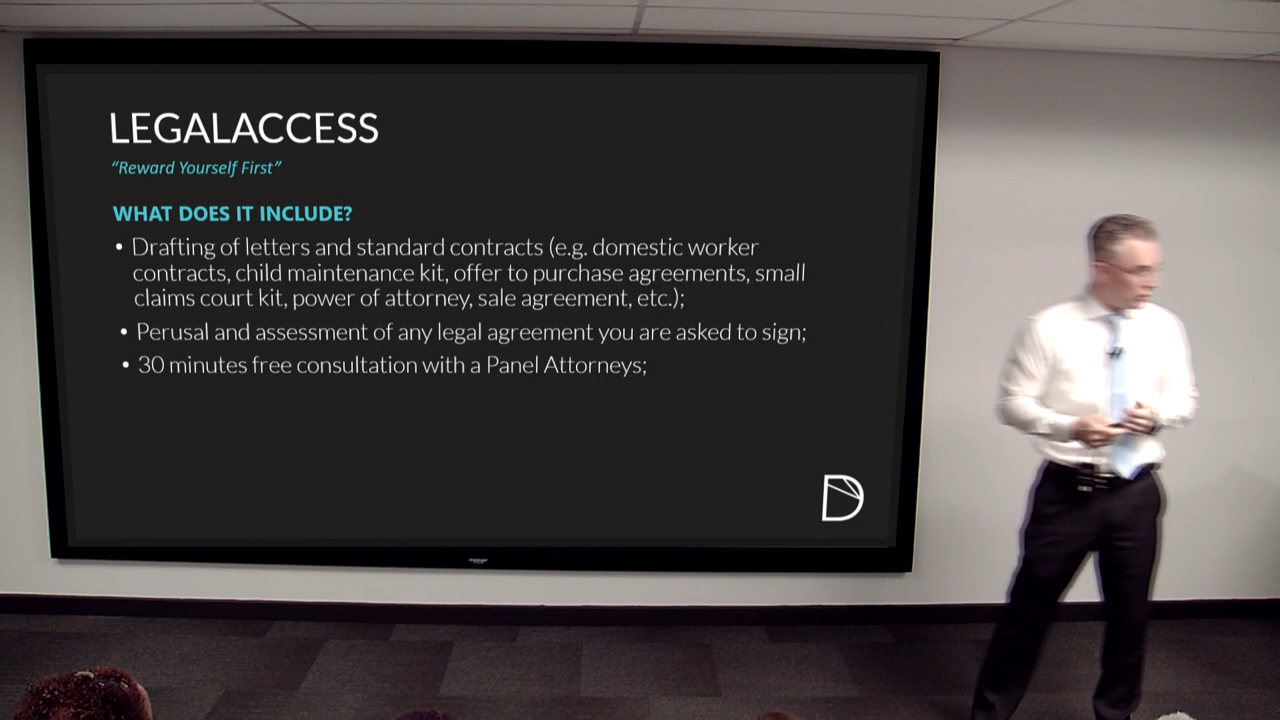 LEGALACCESS
“Reward Yourself First”
WHAT DOES IT INCLUDE?
• Drafting of letters and standard contracts (e.g. domestic worker
contracts, child maintenance kit, offer to purchase agreements, small
claims court kit, power of attorney, sale agreement, etc.);
• Perusal and assessment of any legal agreement you are asked to sign;
• 30 minutes free consultation with a Panel Attorneys;
D